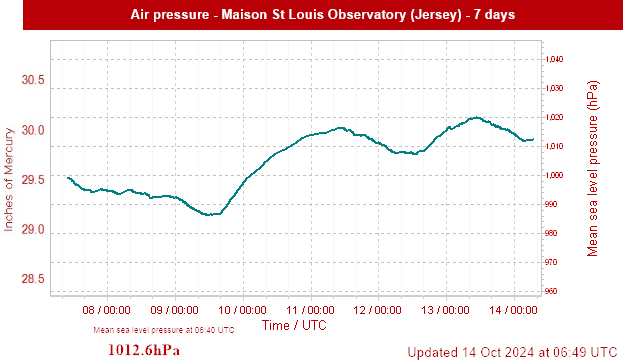 Air pressure - Maison St Louis Observatory (Jersey) - 7 days
30.5
30.0
29.5
29.0
28.5
Inches of Mercury
1,040
1,030
1,020
1,010
1,000
990
980
970
960
Mean sea level pressure (hPa)
08 / 00:00 09 / 00:00 10 / 00:00 11 / 00:00 12 / 00:00 13 / 00:00 14 / 00:00
Time / UTC
Mean sea level pressure at 06:40 UTC
1012.6hPa
Updated 14 Oct 2024 at 06:49 UTC